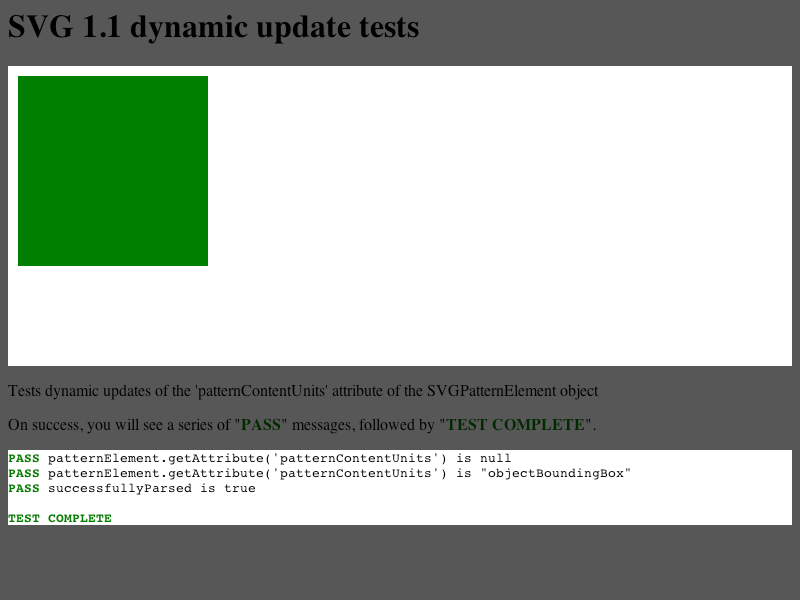 SVG 1.1 dynamic update tests
Tests dynamic updates of the 'patternContentUnits' attribute of the SVGPatternElement object
On success, you will see a series of "PASS" messages, followed by "TEST COMPLETE".
PASS patternElement.getAttribute('patternContentUnits') is null
PASS patternElement.getAttribute('patternContentUnits') is "objectBoundingBox"
PASS successfullyParsed is true
TEST COMPLETE